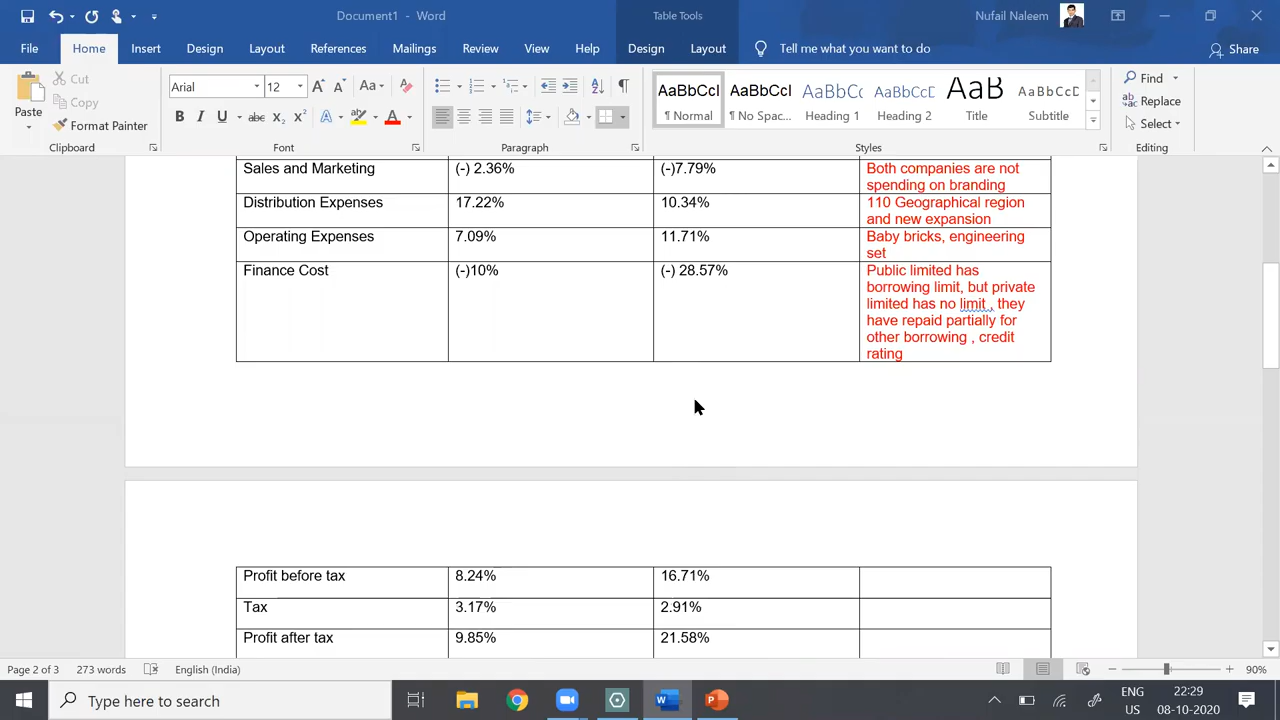 Document1 - Word
Table Tools
Nufail Naleem
File Home Insert Design Layout References Mailings Review View Help Design Layout Tell me what you want to do Share
Paste
Cut
Copy
Format Painter
Clipboard
Arial 12
Aa
B I U abc x₂ x²
Font
Paragraph
AaBbCcI AaBbCcI AaBbCc AaBbCcD AaB AaBbCcD
¶ Normal ¶ No Spac... Heading 1 Heading 2 Title Subtitle
Styles
Find
Replace
Select
Editing
Sales and Marketing (-) 2.36% (-)7.79% Both companies are not
spending on branding
Distribution Expenses 17.22% 10.34% 110 Geographical region
and new expansion
Operating Expenses 7.09% 11.71% Baby bricks, engineering
set
Finance Cost (-)10% (-) 28.57% Public limited has
borrowing limit, but private
limited has no limit , they
have repaid partially for
other borrowing , credit
rating
Profit before tax 8.24% 16.71%
Tax 3.17% 2.91%
Profit after tax 9.85% 21.58%
Page 2 of 3 273 words English (India) 90%
Type here to search
ENG
US
22:29
08-10-2020